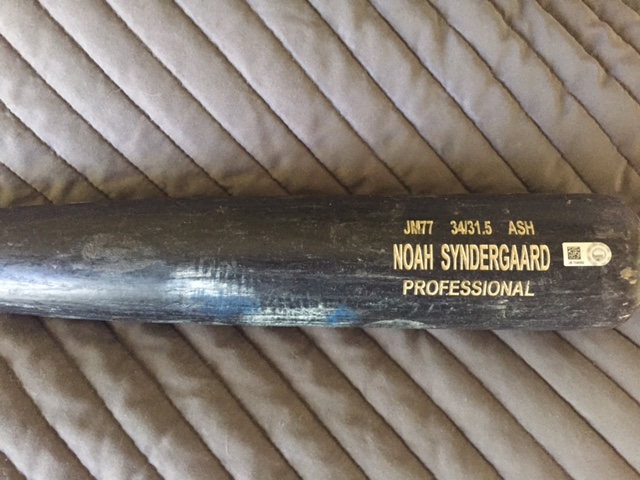 JM77 34/31.5 ASH
NOAH SYNDERGAARD
PROFESSIONAL